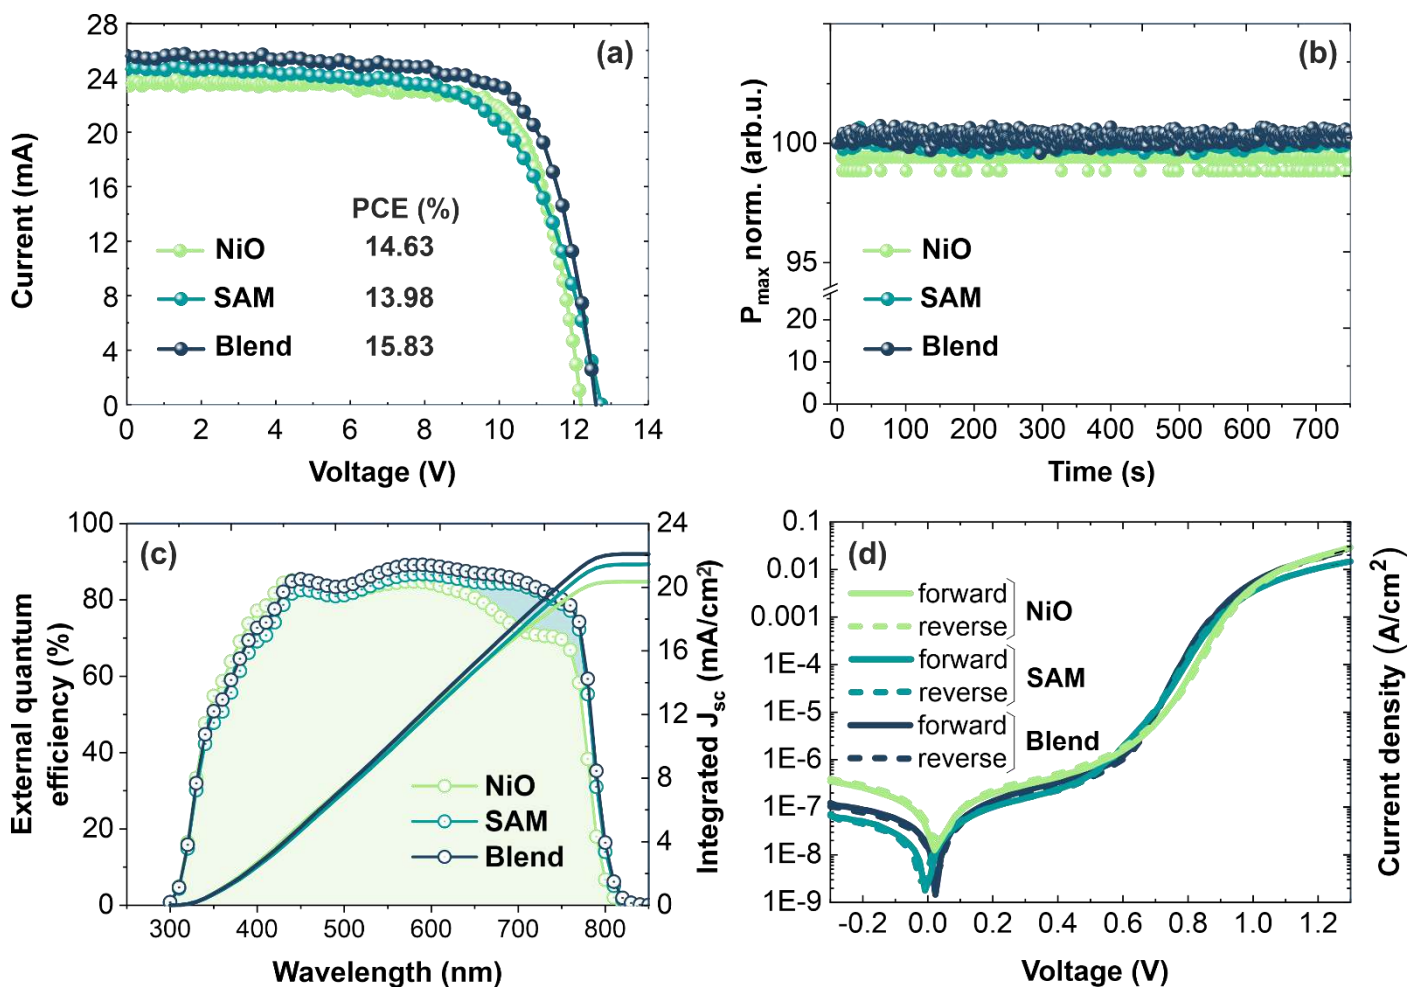 (a)
28
24
20
16
12
8
4
0
Current (mA)
PCE (%)
NiO 14.63
SAM 13.98
Blend 15.83
0 2 4 6 8 10 12 14
Voltage (V)
(b)
100
95
20
10
0
Pmax norm. (arb.u.)
NiO
SAM
Blend
0 100 200 300 400 500 600 700
Time (s)
(c)
100
80
60
40
20
0
External quantum
efficiency (%)
24
20
16
12
8
4
0
Integrated Jsc (mA/cm2)
NiO
SAM
Blend
300 400 500 600 700 800
Wavelength (nm)
(d)
0.1
0.01
0.001
1E-4
1E-5
1E-6
1E-7
1E-8
1E-9
Current density (A/cm2)
forward
reverse
NiO
forward
reverse
SAM
forward
reverse
Blend
-0.2 0.0 0.2 0.4 0.6 0.8 1.0 1.2
Voltage (V)